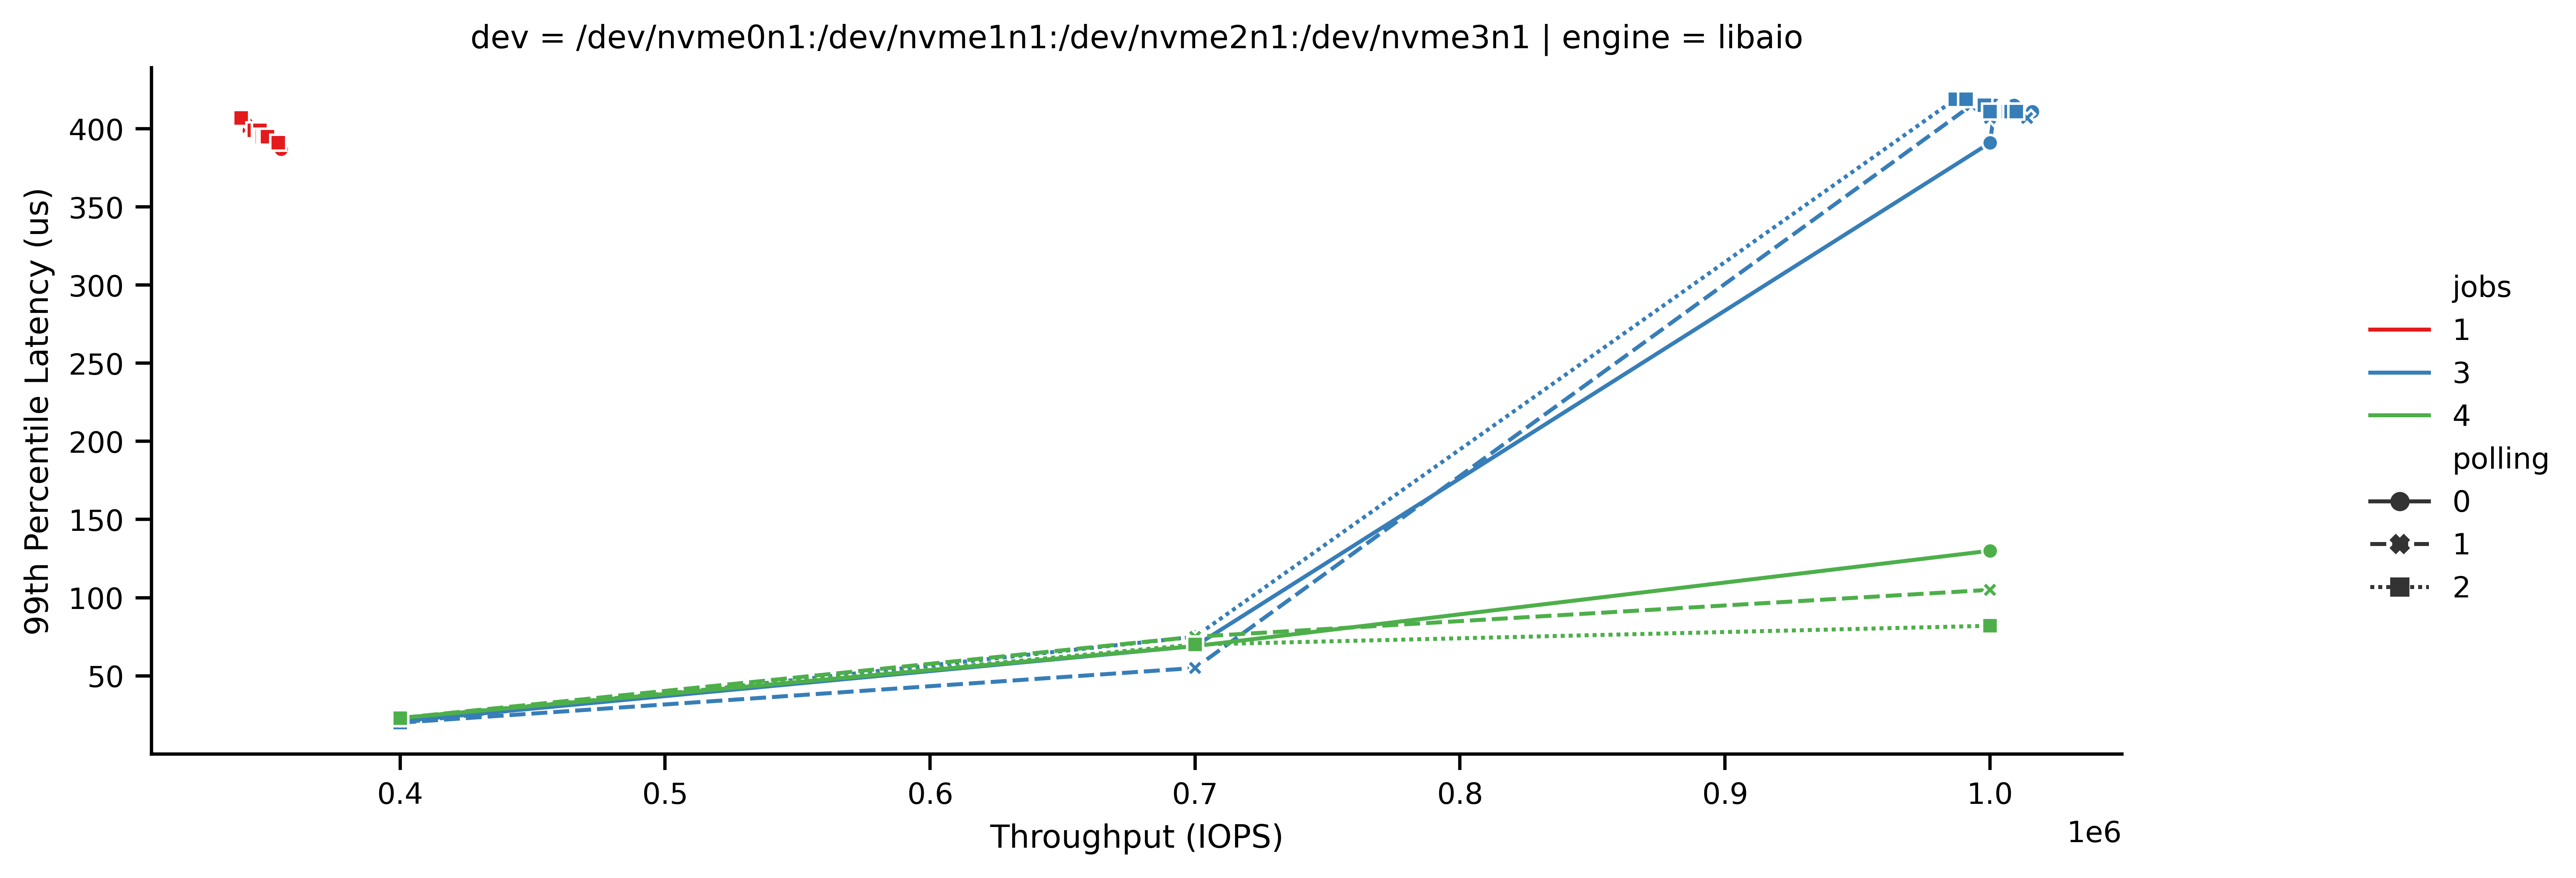 dev = /dev/nvme0n1:/dev/nvme1n1:/dev/nvme2n1:/dev/nvme3n1 | engine = libaio
99th Percentile Latency (us)
400
350
300
250
200
150
100
50
0.4 0.5 0.6 0.7 0.8 0.9 1.0
Throughput (IOPS)
1e6
jobs
1
3
4
polling
0
1
2